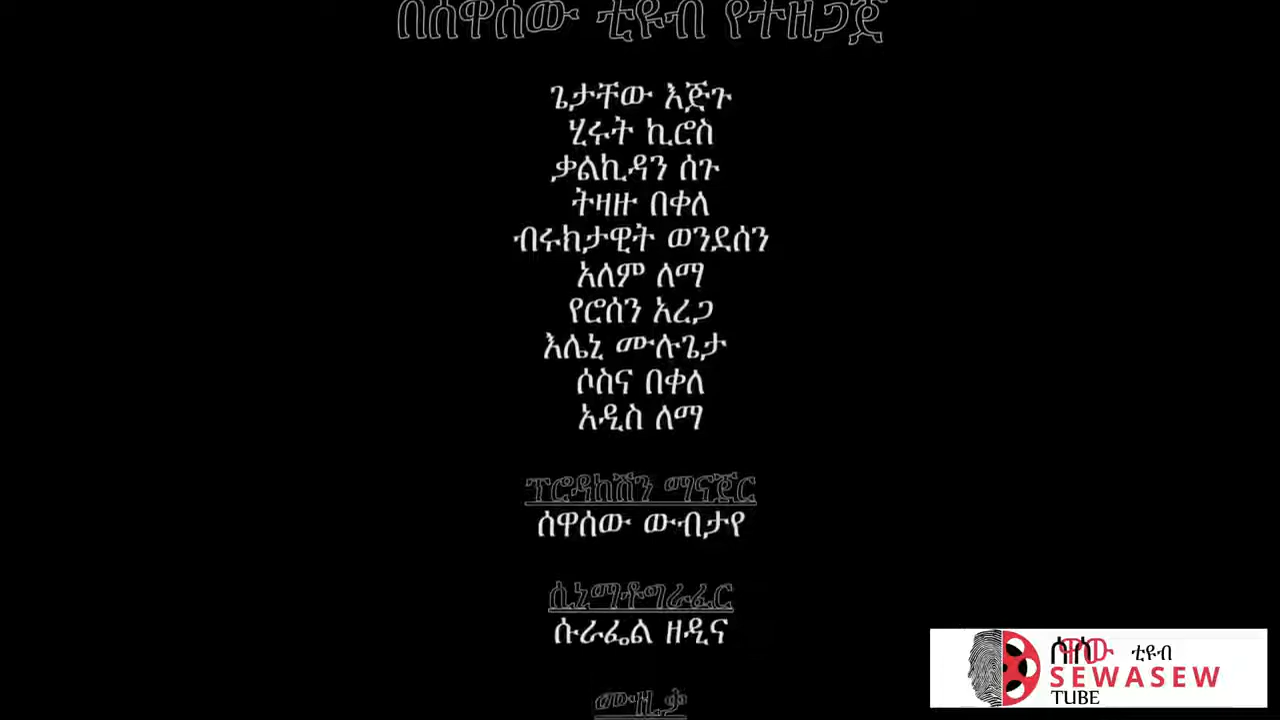 በሰዋሰው ቲዩብ የተዘጋጀ
ጌታቸው እጅጉ
ሂሩት ኪሮስ
ቃልኪዳን ሰጉ
ትዛዙ በቀለ
ብሩክታዊት ወንደሰን
አለም ለማ
የሮሰን አረጋ
እሌኒ ሙሉጌታ
ሶስና በቀለ
አዲስ ለማ
ፕሮዳክሽን ማናጀር
ሰዋሰው ውብታየ
ሲኒማቶግራፈር
ሱራፌል ዘዲና
ሙዚቃ
ሰዋሰው ቲዩብ
SEWASEW
TUBE